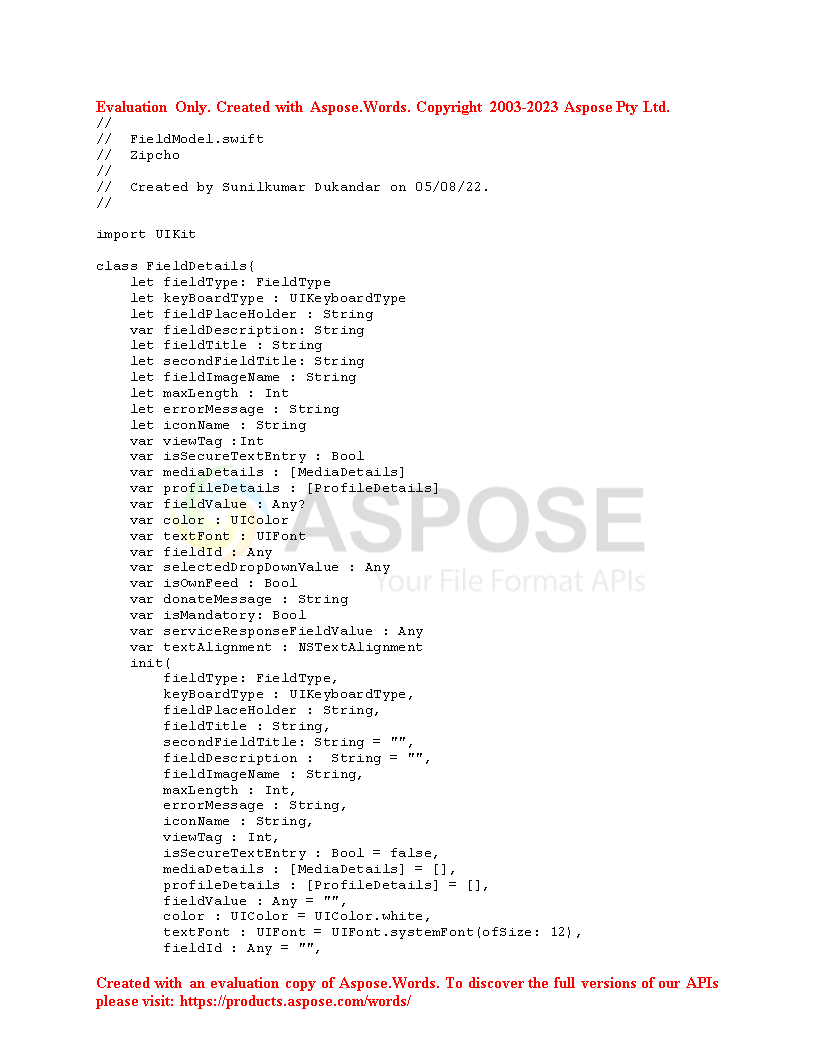 Evaluation Only. Created with Aspose.Words. Copyright 2003-2023 Aspose Pty Ltd.
//
//  FieldModel.swift
//  Zipcho
//
//  Created by Sunilkumar Dukandar on 05/08/22.
//
import UIKit
class FieldDetails{
    let fieldType: FieldType
    let keyBoardType : UIKeyboardType
    let fieldPlaceHolder : String
    var fieldDescription: String
    let fieldTitle : String
    let secondFieldTitle: String
    let fieldImageName : String
    let maxLength : Int
    let errorMessage : String
    let iconName : String
    var viewTag :Int
    var isSecureTextEntry : Bool
    var mediaDetails : [MediaDetails]
    var profileDetails : [ProfileDetails]
    var fieldValue : Any?
    var color : UIColor
    var textFont : UIFont
    var fieldId : Any
    var selectedDropDownValue : Any
    var isOwnFeed : Bool
    var donateMessage : String
    var isMandatory: Bool
    var serviceResponseFieldValue : Any
    var textAlignment : NSTextAlignment
    init(
        fieldType: FieldType,
        keyBoardType : UIKeyboardType,
        fieldPlaceHolder : String,
        fieldTitle : String,
        secondFieldTitle: String = "",
        fieldDescription :  String = "",
        fieldImageName : String,
        maxLength : Int,
        errorMessage : String,
        iconName : String,
        viewTag : Int,
        isSecureTextEntry : Bool = false,
        mediaDetails : [MediaDetails] = [],
        profileDetails : [ProfileDetails] = [],
        fieldValue : Any = "",
        color : UIColor = UIColor.white,
        textFont : UIFont = UIFont.systemFont(ofSize: 12),
        fieldId : Any = "",
ASPOSE
Your File Format APIs
Created with an evaluation copy of Aspose.Words. To discover the full versions of our APIs
please visit: https://products.aspose.com/words/